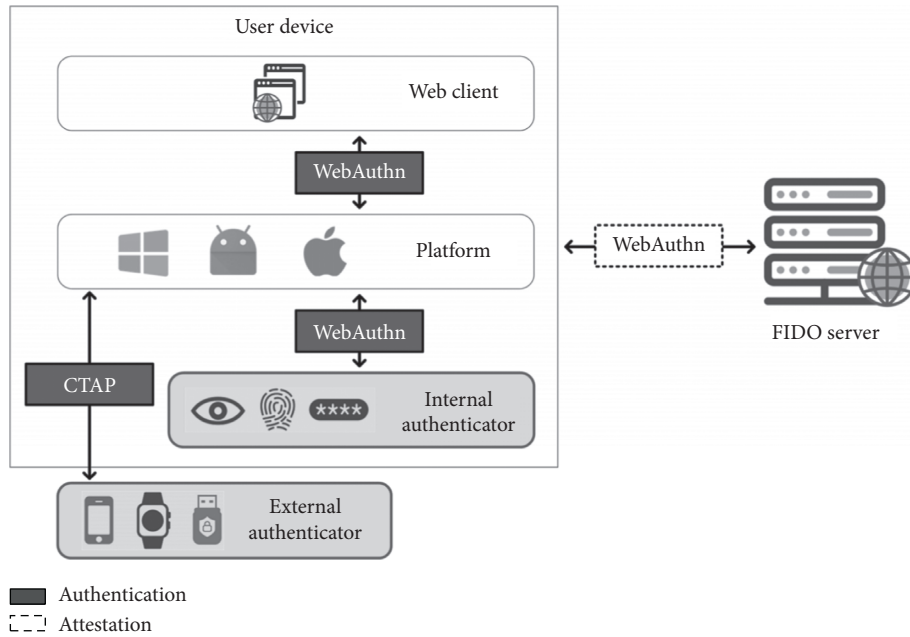 User device
Web client
WebAuthn
Platform
WebAuthn
WebAuthn
FIDO server
CTAP
****
Internal
authenticator
External
authenticator
Authentication
Attestation